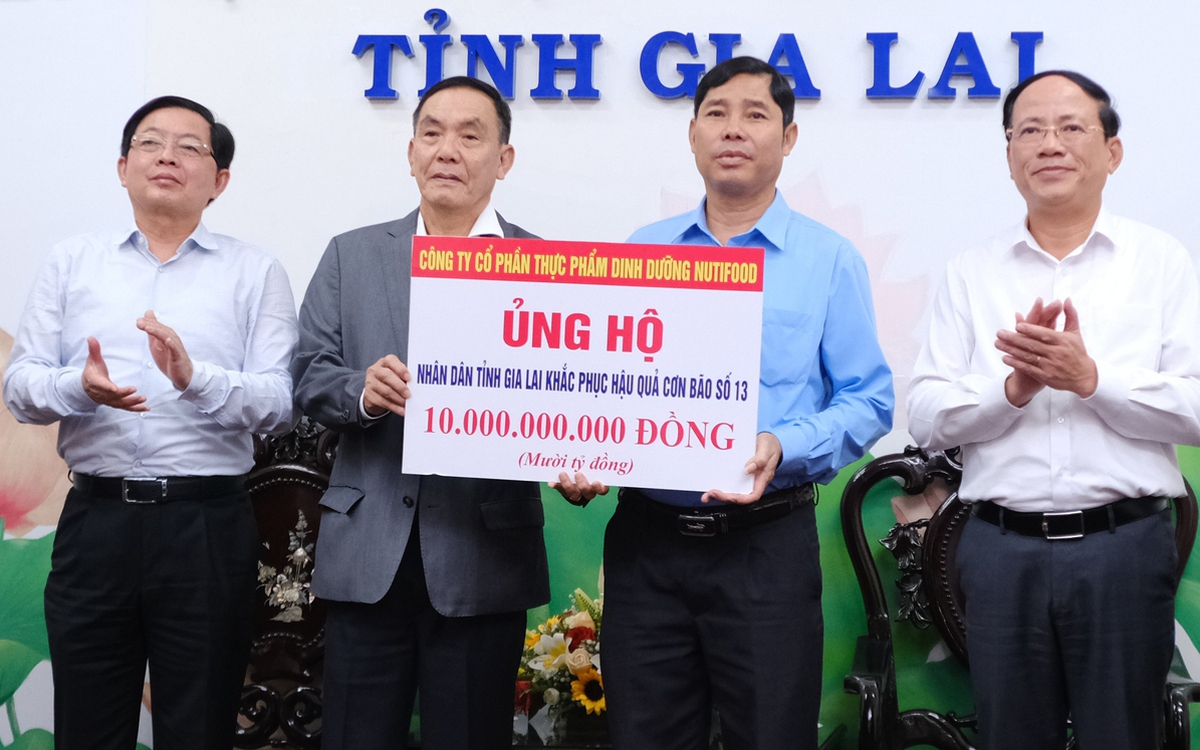 TỈNH GIA LAI
CÔNG TY CỔ PHẦN THỰC PHẨM DINH DƯỠNG NUTIFOOD
ỦNG HỘ
NHÂN DÂN TỈNH GIA LAI KHẮC PHỤC HẬU QUẢ CƠN BÃO SỐ 13
10.000.000.000 ĐỒNG
(Mười tỷ đồng)